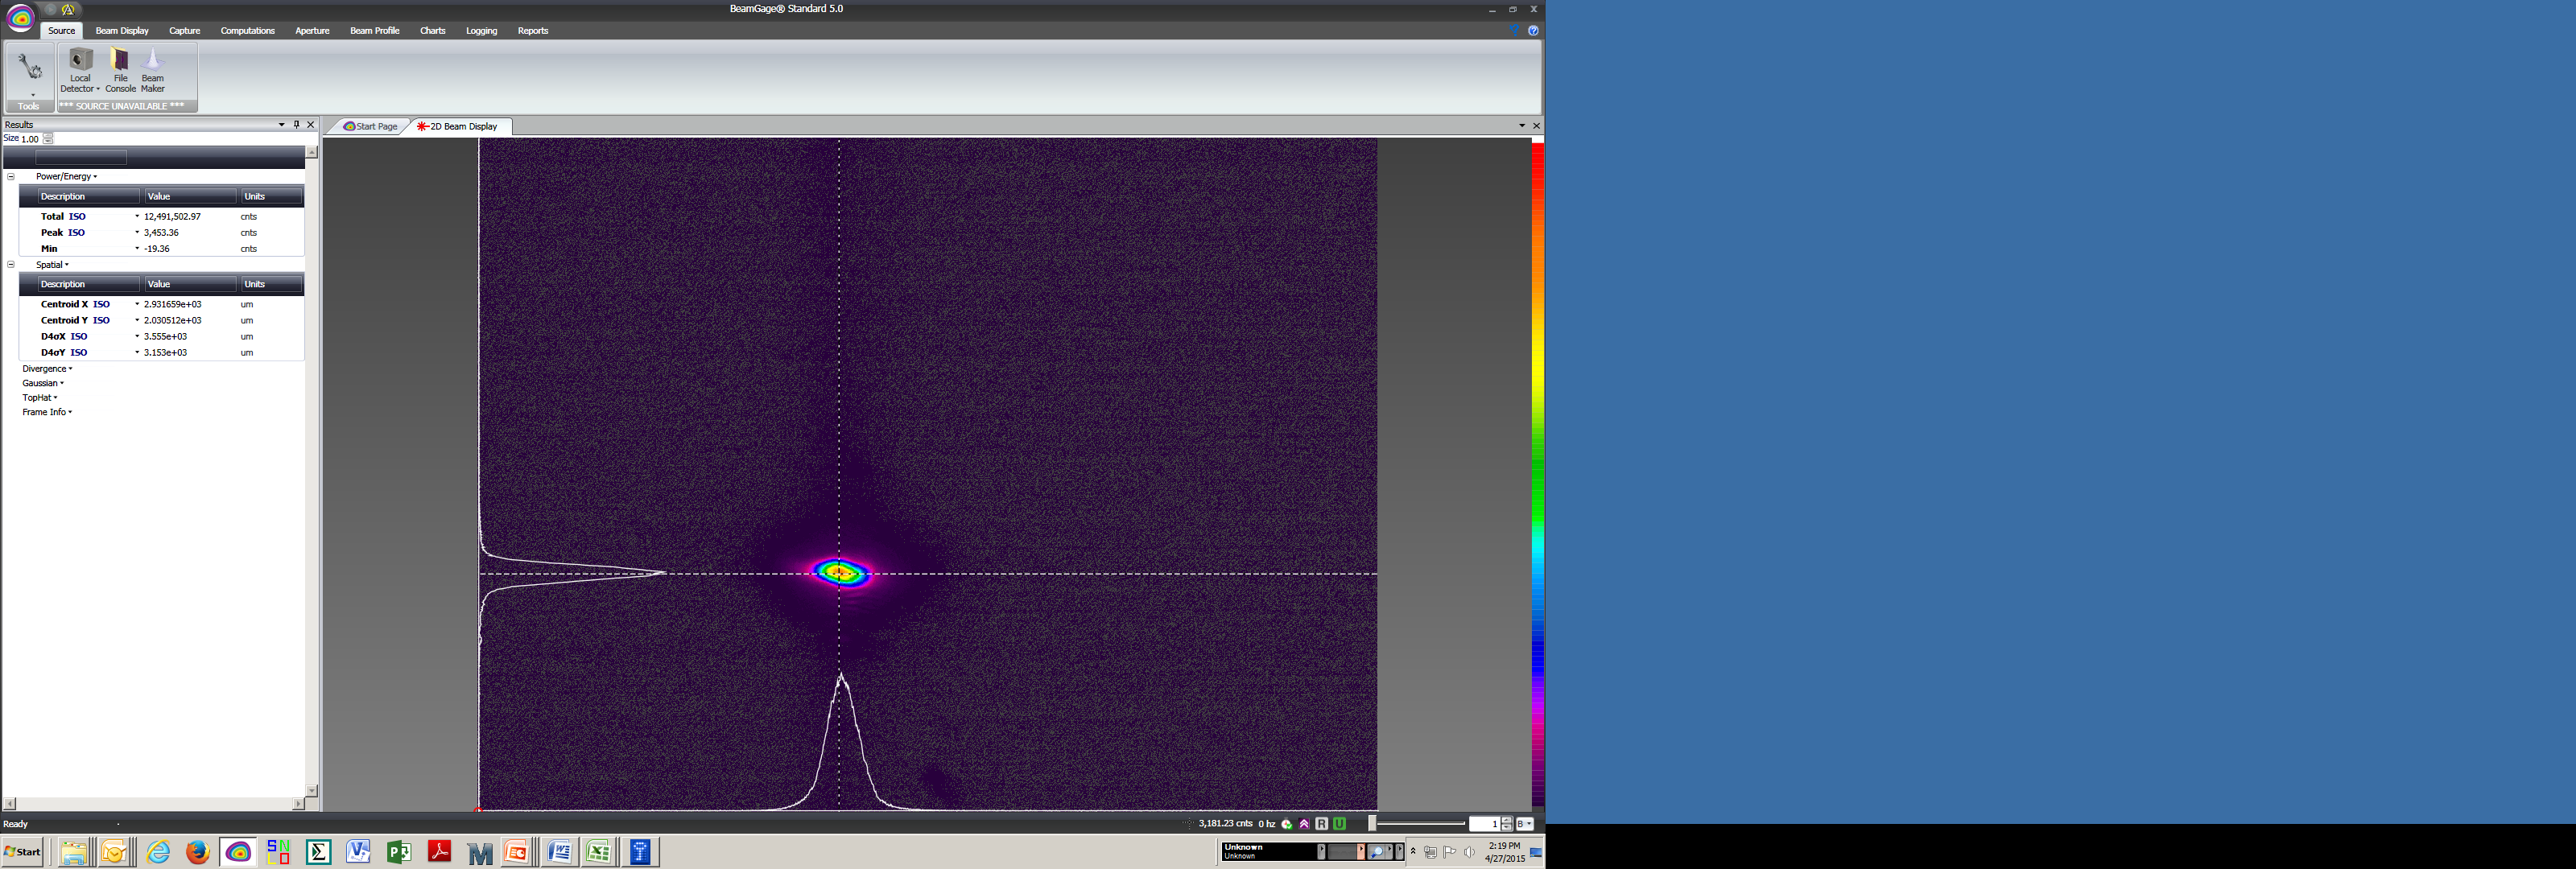 BeamGage® Standard 5.0
Source Beam Display Capture Computations Aperture Beam Profile Charts Logging Reports
Local Detector
File Console
Beam Maker
Tools
*** SOURCE UNAVAILABLE ***
Results
Size 1.00
Start Page
2D Beam Display
Power/Energy
Description Value Units
Total ISO 12,491,502.97 cnts
Peak ISO 3,453.36 cnts
Min -19.36 cnts
Spatial
Description Value Units
Centroid X ISO 2.931659e+03 um
Centroid Y ISO 2.030512e+03 um
D4σX ISO 3.555e+03 um
D4σY ISO 3.153e+03 um
Divergence
Gaussian
TopHat
Frame Info
Ready
3,181.23 cnts 0 hz R U
1 B
Start
SN
LO
Σ
P
M
W
X
T
Unknown
Unknown
2:19 PM
4/27/2015